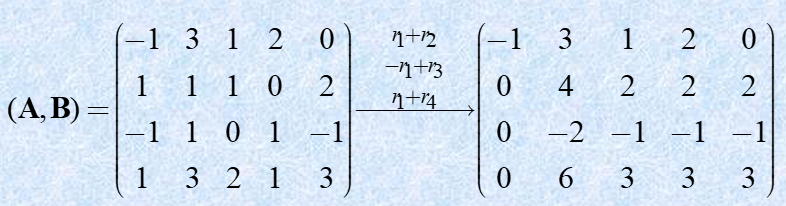 (A, B) = ( −1 3 1 2 0 r1+r2 ( −1 3 1 2 0
1 1 1 0 2 −r1+r3 0 4 2 2 2
−1 1 0 1 −1 r1+r4 0 −2 −1 −1 −1
1 3 2 1 3 ) → 0 6 3 3 3 )